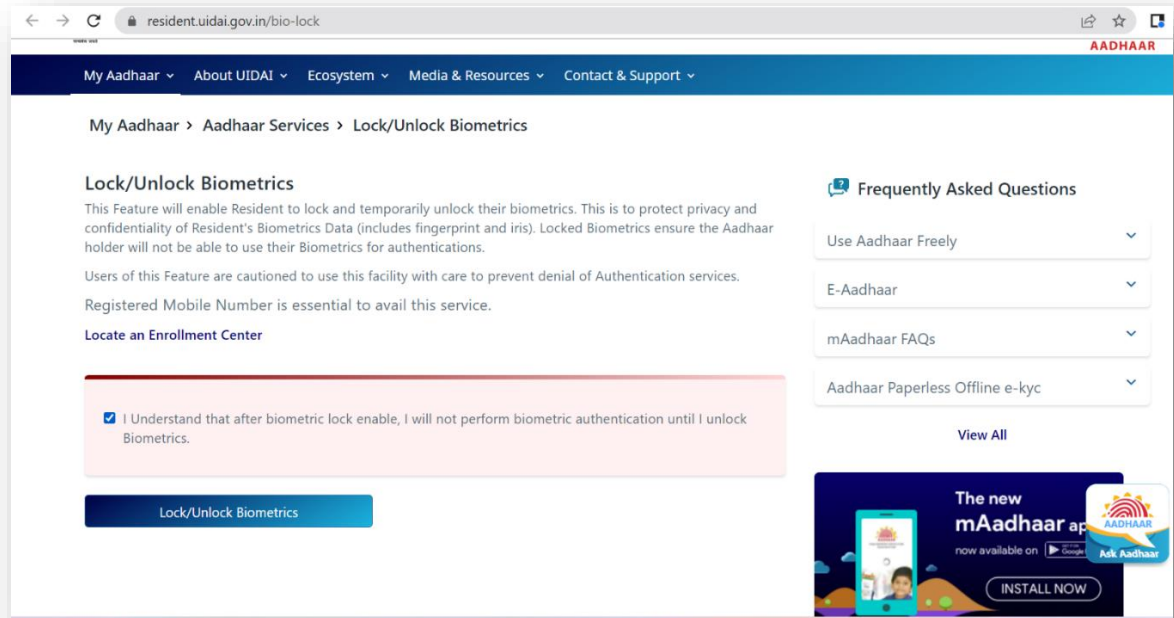 resident.uidai.gov.in/bio-lock
AADHAAR
My Aadhaar About UIDAI Ecosystem Media & Resources Contact & Support
My Aadhaar > Aadhaar Services > Lock/Unlock Biometrics
Lock/Unlock Biometrics
This Feature will enable Resident to lock and temporarily unlock their biometrics. This is to protect privacy and
confidentiality of Resident's Biometrics Data (includes fingerprint and iris). Locked Biometrics ensure the Aadhaar
holder will not be able to use their Biometrics for authentications.
Users of this Feature are cautioned to use this facility with care to prevent denial of Authentication services.
Registered Mobile Number is essential to avail this service.
Locate an Enrollment Center
I Understand that after biometric lock enable, I will not perform biometric authentication until I unlock
Biometrics.
Lock/Unlock Biometrics
Frequently Asked Questions
Use Aadhaar Freely
E-Aadhaar
mAadhaar FAQs
Aadhaar Paperless Offline e-kyc
View All
The new
mAadhaar ap
now available on
INSTALL NOW
AADHAAR
Ask Aadhaar